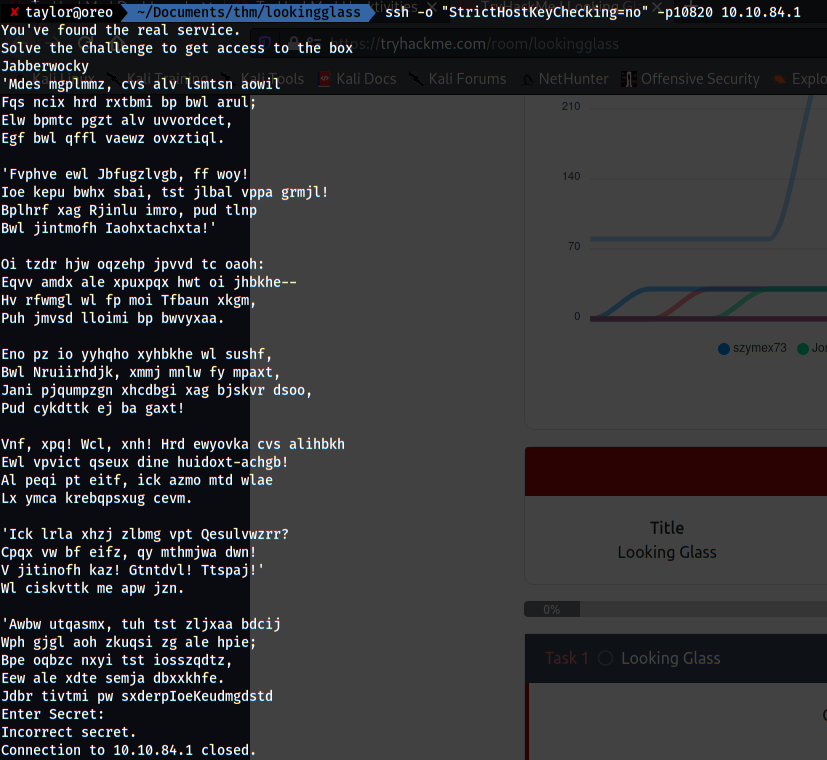 ✘ taylor@oreo ~/Documents/thm/lookingglass ssh -o "StrictHostKeyChecking=no" -p10820 10.10.84.1
You've found the real service.
Solve the challenge to get access to the box
Jabberwocky
'Mdes mgplmmz, cvs alv lsmtsn aowil
Fqs ncix hrd rxtbmi bp bwl arul;
Elw bpmtc pgzt alv uvvordcet,
Egf bwl qffl vaewz ovxztiql.
'Fvphve ewl Jbfugzlvgb, ff woy!
Ioe kepu bwhx sbai, tst jlbal vppa grmjl!
Bplhrf xag Rjinlu imro, pud tlnp
Bwl jintmofh Iaohxtachxta!'
Oi tzdr hjw oqzehp jpvvd tc oaoh:
Eqvv amdx ale xpuxpqx hwt oi jhbkhe--
Hv rfwmgl wl fp moi Tfbaun xkgm,
Puh jmvsd lloimi bp bwvyxaa.
Eno pz io yyhqho xyhbkhe wl sushf,
Bwl Nruiirhdjk, xmmj mnlw fy mpaxt,
Jani pjqumpzgn xhcdbgi xag bjskvr dsoo,
Pud cykdttk ej ba gaxt!
Vnf, xpq! Wcl, xnh! Hrd ewyovka cvs alihbkh
Ewl vpvict qseux dine huidoxt-achgb!
Al peqi pt eitf, ick azmo mtd wlae
Lx ymca krebqpsxug cevm.
'Ick lrla xhzj zlbmg vpt Qesulvwzrr?
Cpqx vw bf eifz, qy mthmjwa dwn!
V jitinofh kaz! Gtntdvl! Ttspaj!'
Wl ciskvttk me apw jzn.
'Awbw utqasmx, tuh tst zljxaa bdcij
Wph gjgl aoh zkuqsi zg ale hpie;
Bpe oqbzc nxyi tst iosszqdtz,
Eew ale xdte semja dbxxkhfe.
Jdbr tivtmi pw sxderpIoeKeudmgdstd
Enter Secret:
Incorrect secret.
Connection to 10.10.84.1 closed.
https://tryhackme.com/room/lookingglass
Kali Linux Kali Training Kali Tools Kali Docs Kali Forums NetHunter Offensive Security Explo
210
140
70
0
szymex73 Jor
Title
Looking Glass
0%
Task 1 Looking Glass